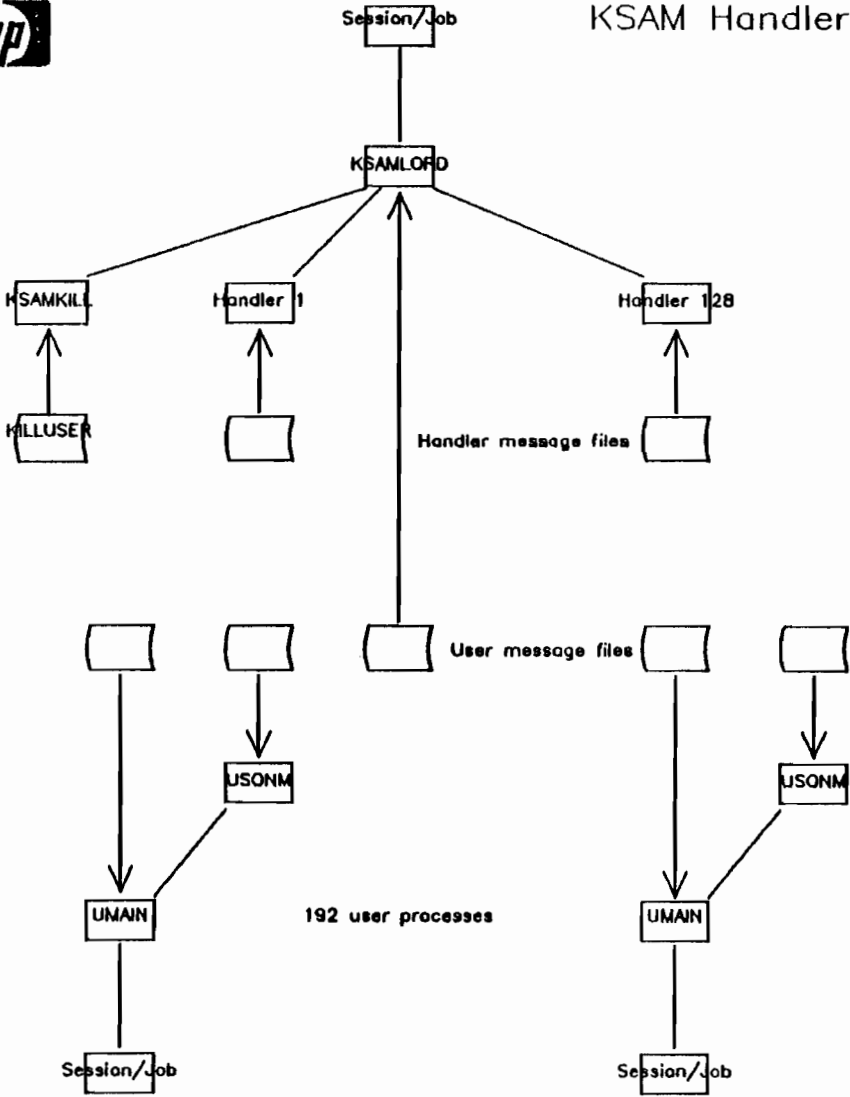 hp
KSAM Handler
Session/Job
KSAMLORD
KSAMKILL
Handler 1
Handler 128
KILLUSER
Handler message files
User message files
USONM
USONM
UMAIN
192 user processes
UMAIN
Session/Job
Session/Job